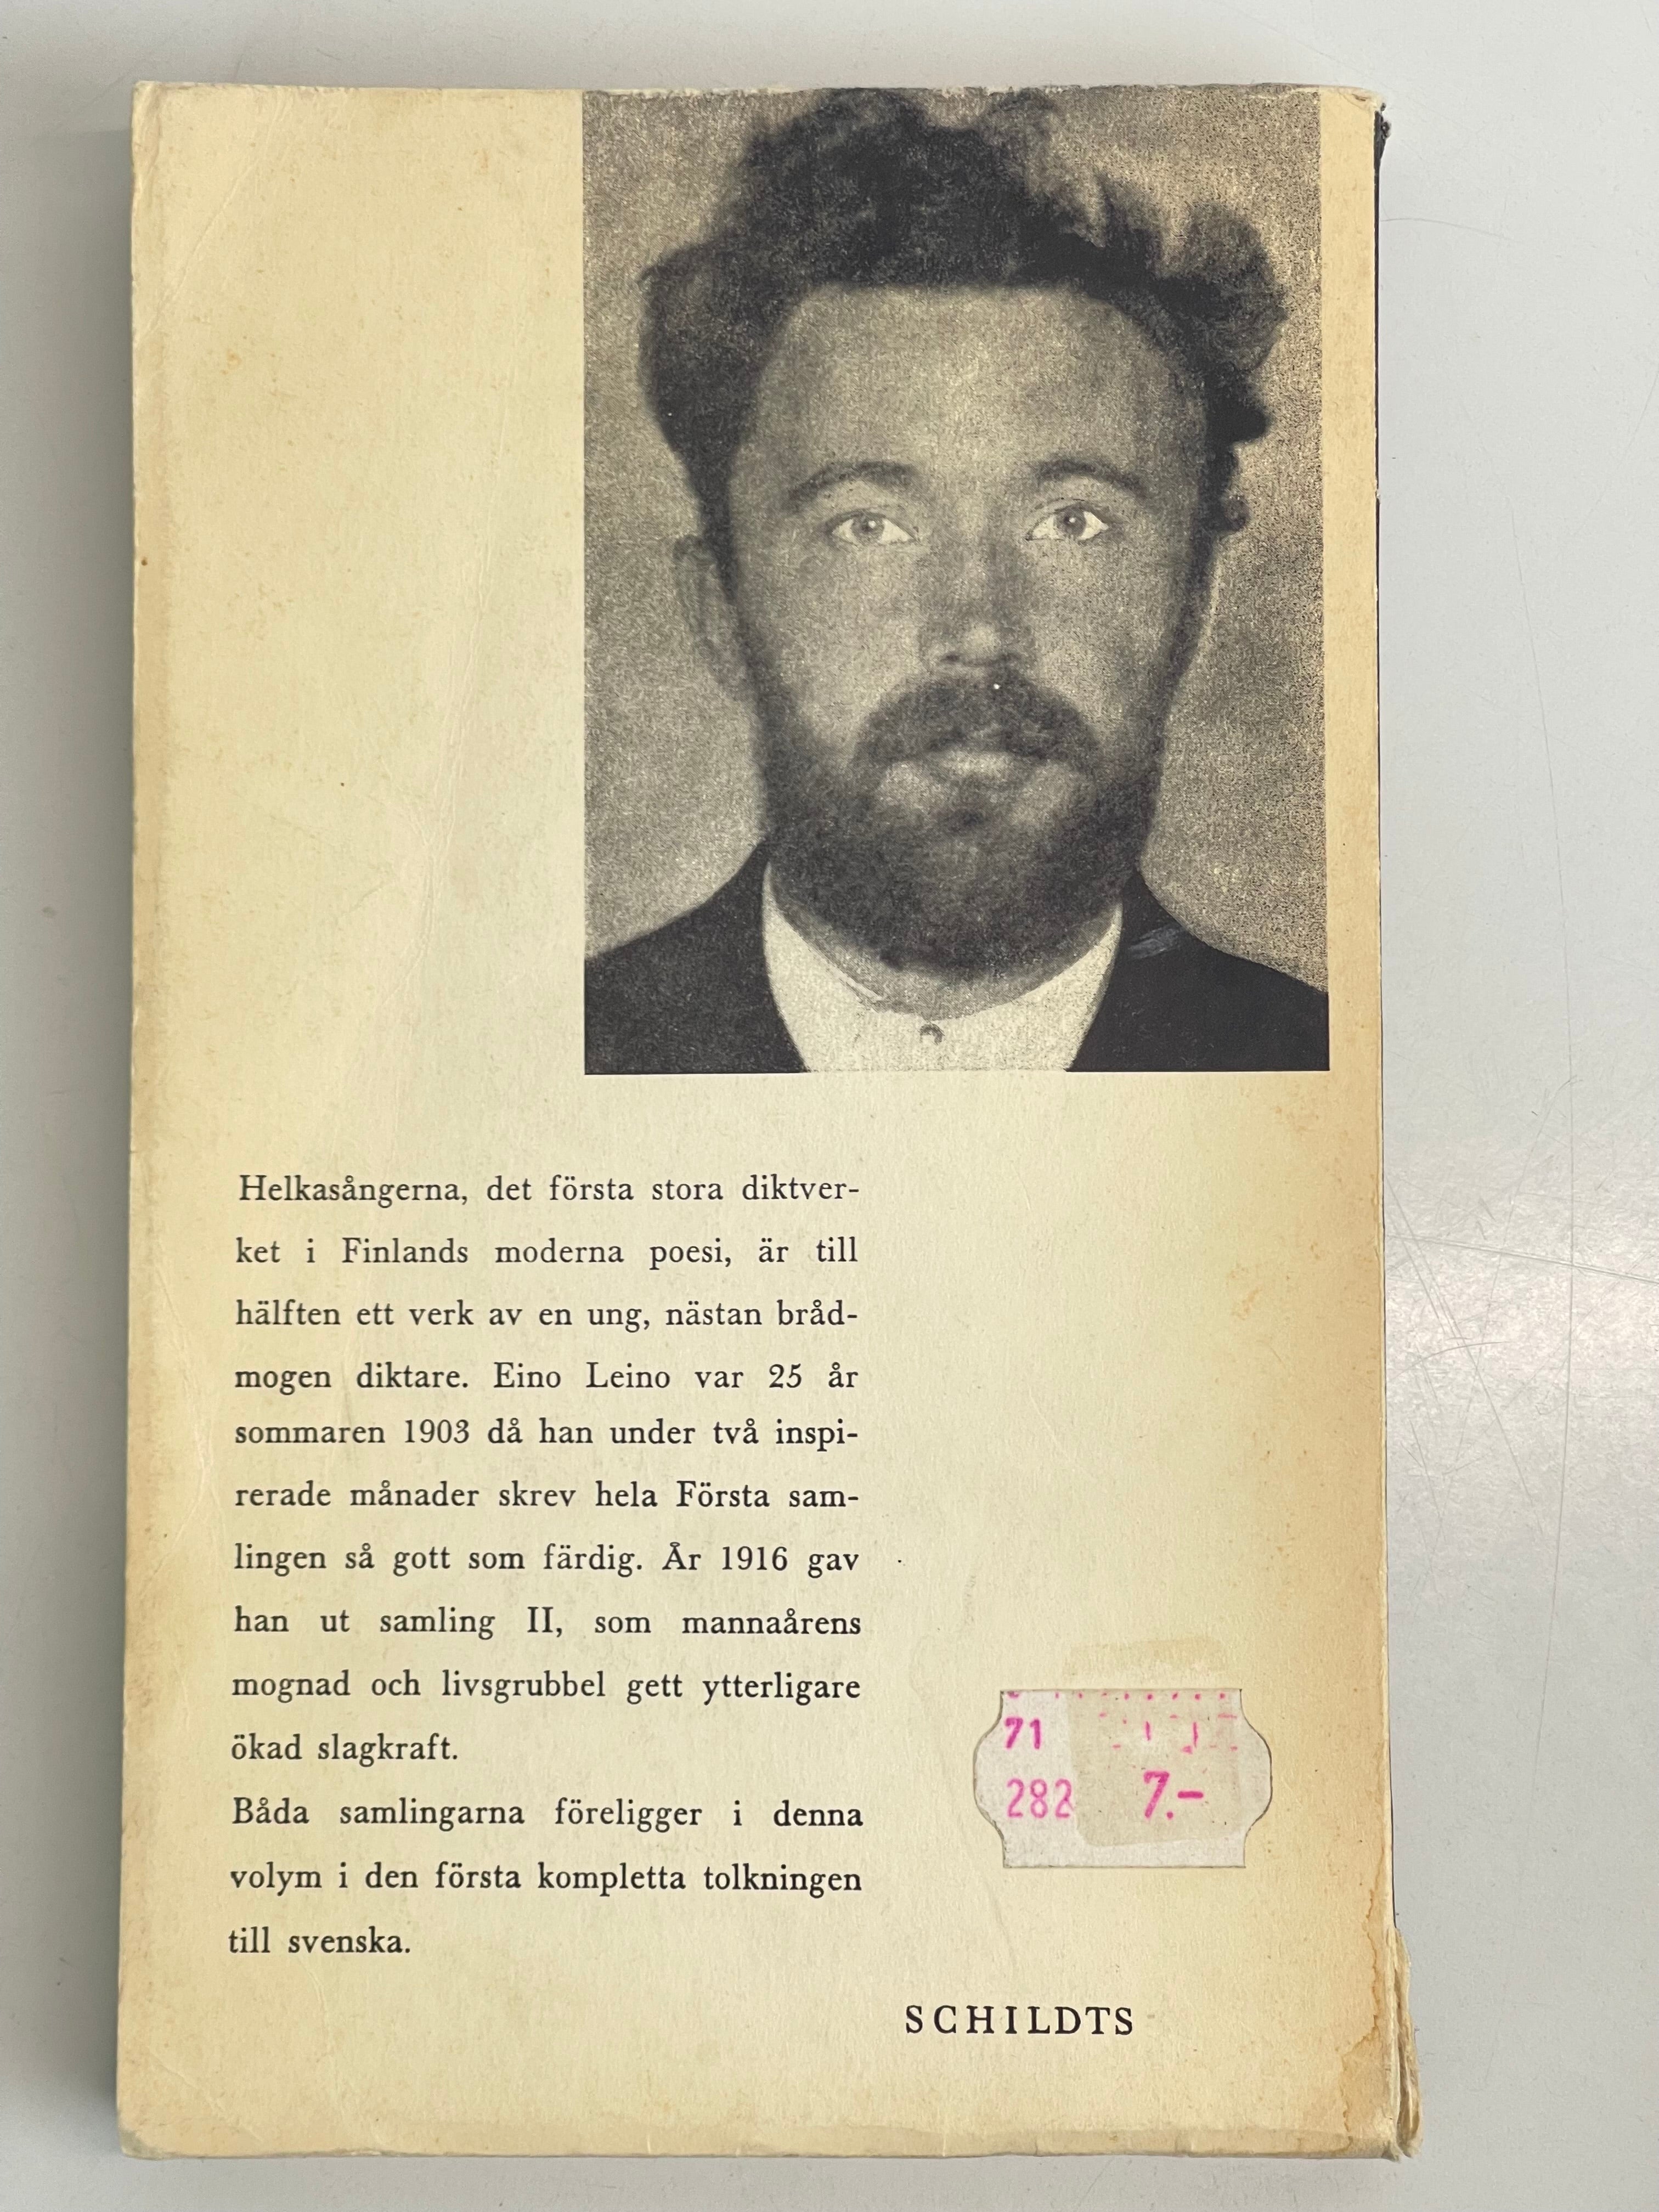 Helkasångerna, det första stora diktver-
ket i Finlands moderna poesi, är till
hälften ett verk av en ung, nästan bråd-
mogen diktare. Eino Leino var 25 år
sommaren 1903 då han under två inspi-
rerade månader skrev hela Första sam-
lingen så gott som färdig. År 1916 gav
han ut samling II, som mannaårens
mognad och livsgrubbel gett ytterligare
ökad slagkraft.
Båda samlingarna föreligger i denna
volym i den första kompletta tolkningen
till svenska.
71
282 7.-
SCHILDTS